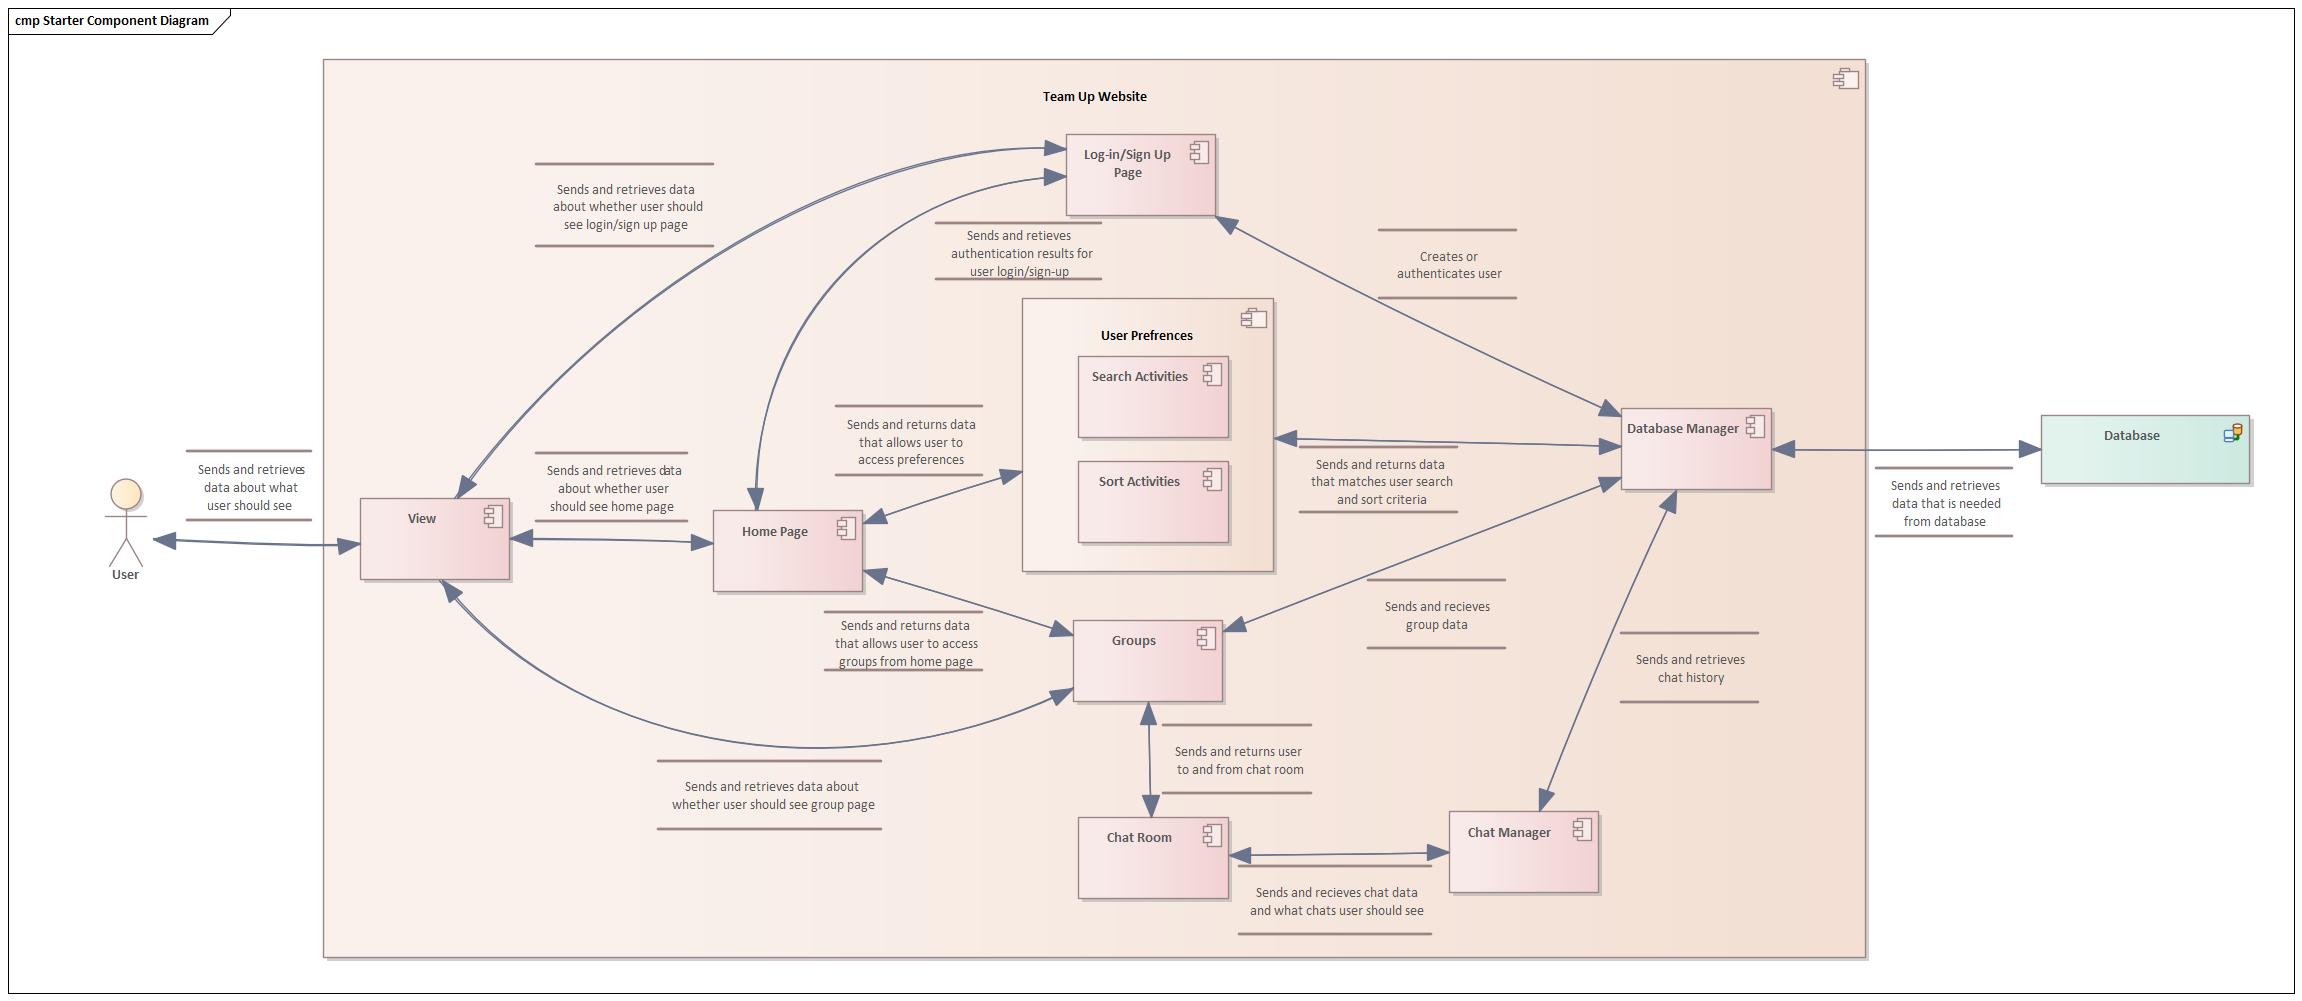 cmp Starter Component Diagram
Team Up Website
Log-in/Sign Up
Page
Sends and retrieves data
about whether user should
see login/sign up page
Sends and retieves
authentication results for
user login/sign-up
Creates or
authenticates user
User Prefrences
Search Activities
Sort Activities
Sends and returns data
that allows user to
access preferences
Database Manager
Database
Sends and retrieves
data about what
user should see
Sends and retrieves data
about whether user
should see home page
Sends and returns data
that matches user search
and sort criteria
Sends and retrieves
data that is needed
from database
View
Home Page
User
Sends and returns data
that allows user to access
groups from home page
Groups
Sends and recieves
group data
Sends and retrieves
chat history
Sends and returns user
to and from chat room
Sends and retrieves data about
whether user should see group page
Chat Room
Chat Manager
Sends and recieves chat data
and what chats user should see